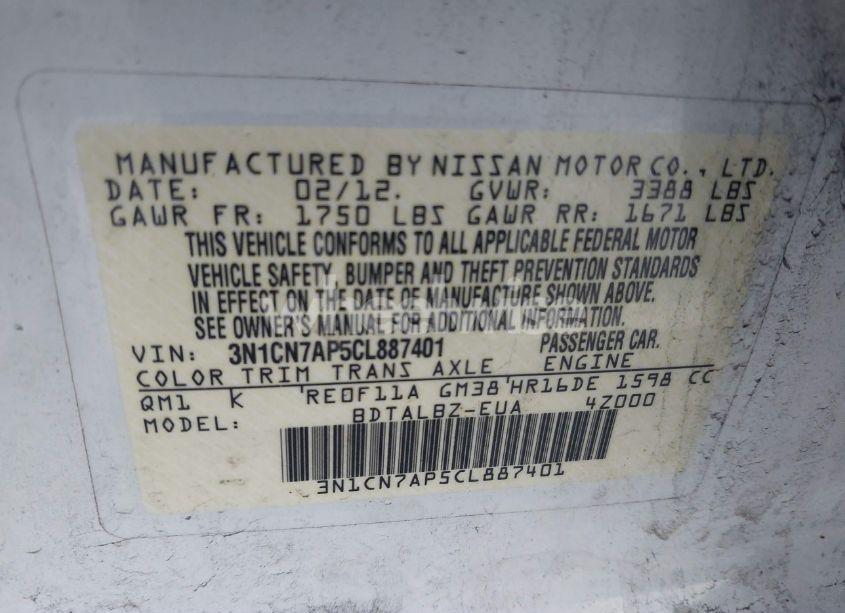 MANUFACTURED BY NISSAN MOTOR CO., LTD.
DATE: 02/12. GVWR: 3388 LBS
GAWR FR: 1750 LBS GAWR RR: 1671 LBS
THIS VEHICLE CONFORMS TO ALL APPLICABLE FEDERAL MOTOR
VEHICLE SAFETY, BUMPER AND THEFT PREVENTION STANDARDS
IN EFFECT ON THE DATE OF MANUFACTURE SHOWN ABOVE.
SEE OWNER'S MANUAL FOR ADDITIONAL INFORMATION.
VIN: 3N1CN7AP5CL887401 PASSENGER CAR.
COLOR TRIM TRANS AXLE ENGINE
QM1 K 'RE0F11A GM38'HR16DE 1598 CC
MODEL: BDTALBZ-EUA 4Z000
3N1CN7AP5CL887401